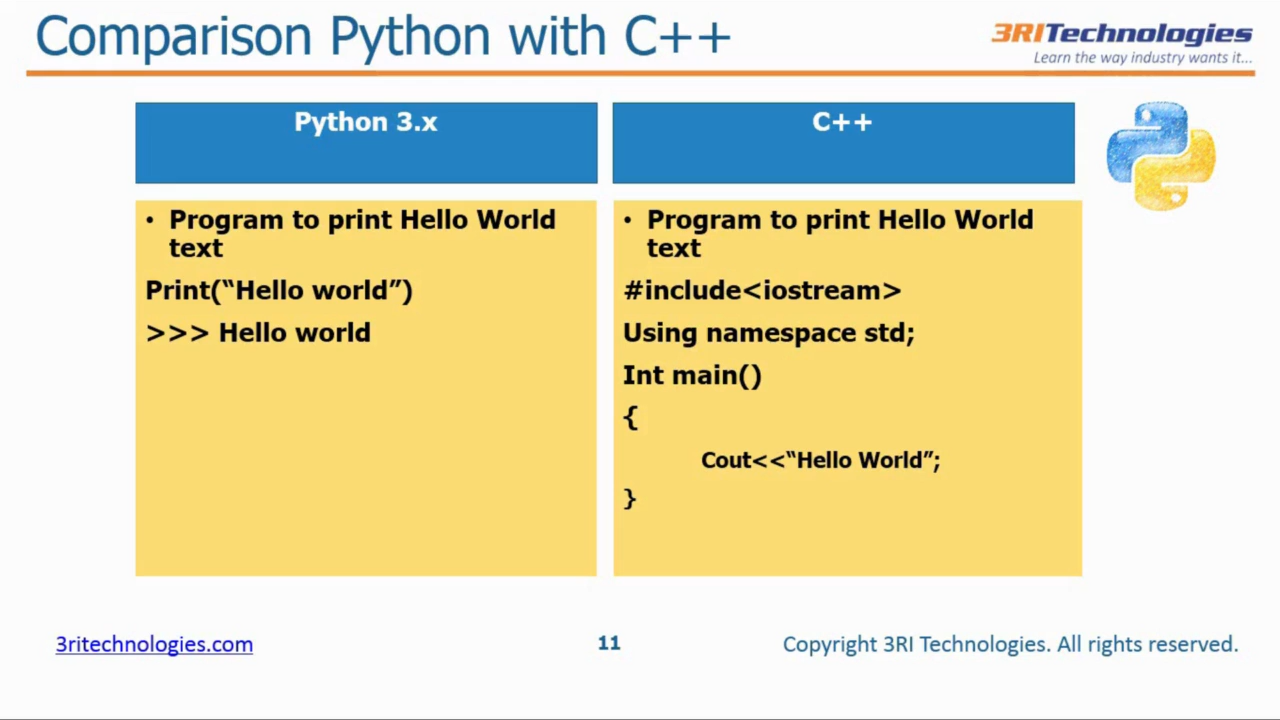 Comparison Python with C++
3RITechnologies
Learn the way industry wants it...
Python 3.x
• Program to print Hello World
text
Print(“Hello world”)
>>> Hello world
C++
• Program to print Hello World
text
#include<iostream>
Using namespace std;
Int main()
{
Cout<<“Hello World”;
}
3ritechnologies.com
11
Copyright 3RI Technologies. All rights reserved.